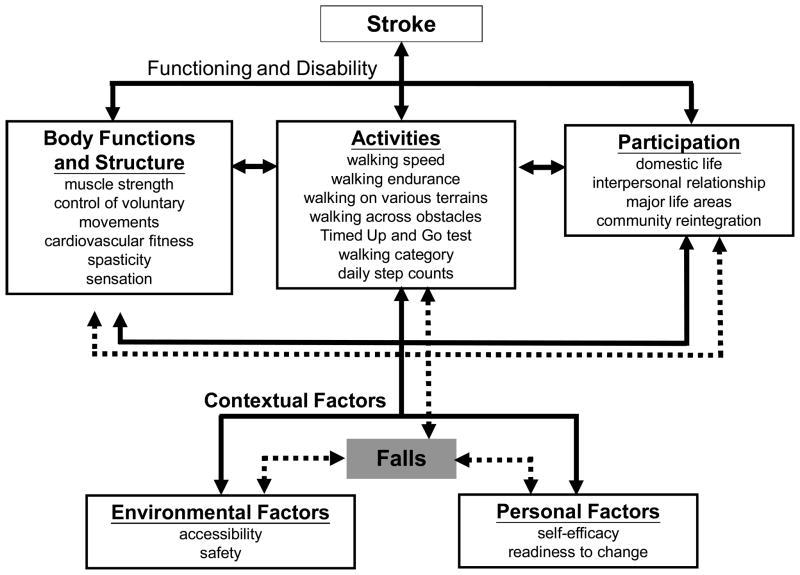 Stroke
Functioning and Disability
Body Functions
and Structure
muscle strength
control of voluntary
movements
cardiovascular fitness
spasticity
sensation
Activities
walking speed
walking endurance
walking on various terrains
walking across obstacles
Timed Up and Go test
walking category
daily step counts
Participation
domestic life
interpersonal relationship
major life areas
community reintegration
Contextual Factors
Falls
Environmental Factors
accessibility
safety
Personal Factors
self-efficacy
readiness to change